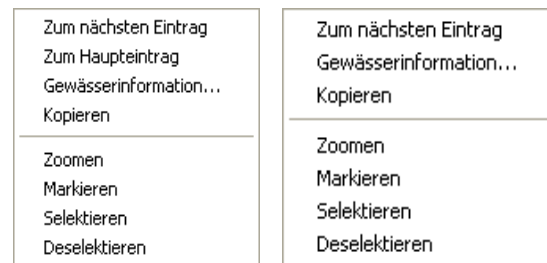 Zum nächsten Eintrag
Zum Haupteintrag
Gewässerinformation...
Kopieren
Zoomen
Markieren
Selektieren
Deselektieren
Zum nächsten Eintrag
Gewässerinformation...
Kopieren
Zoomen
Markieren
Selektieren
Deselektieren